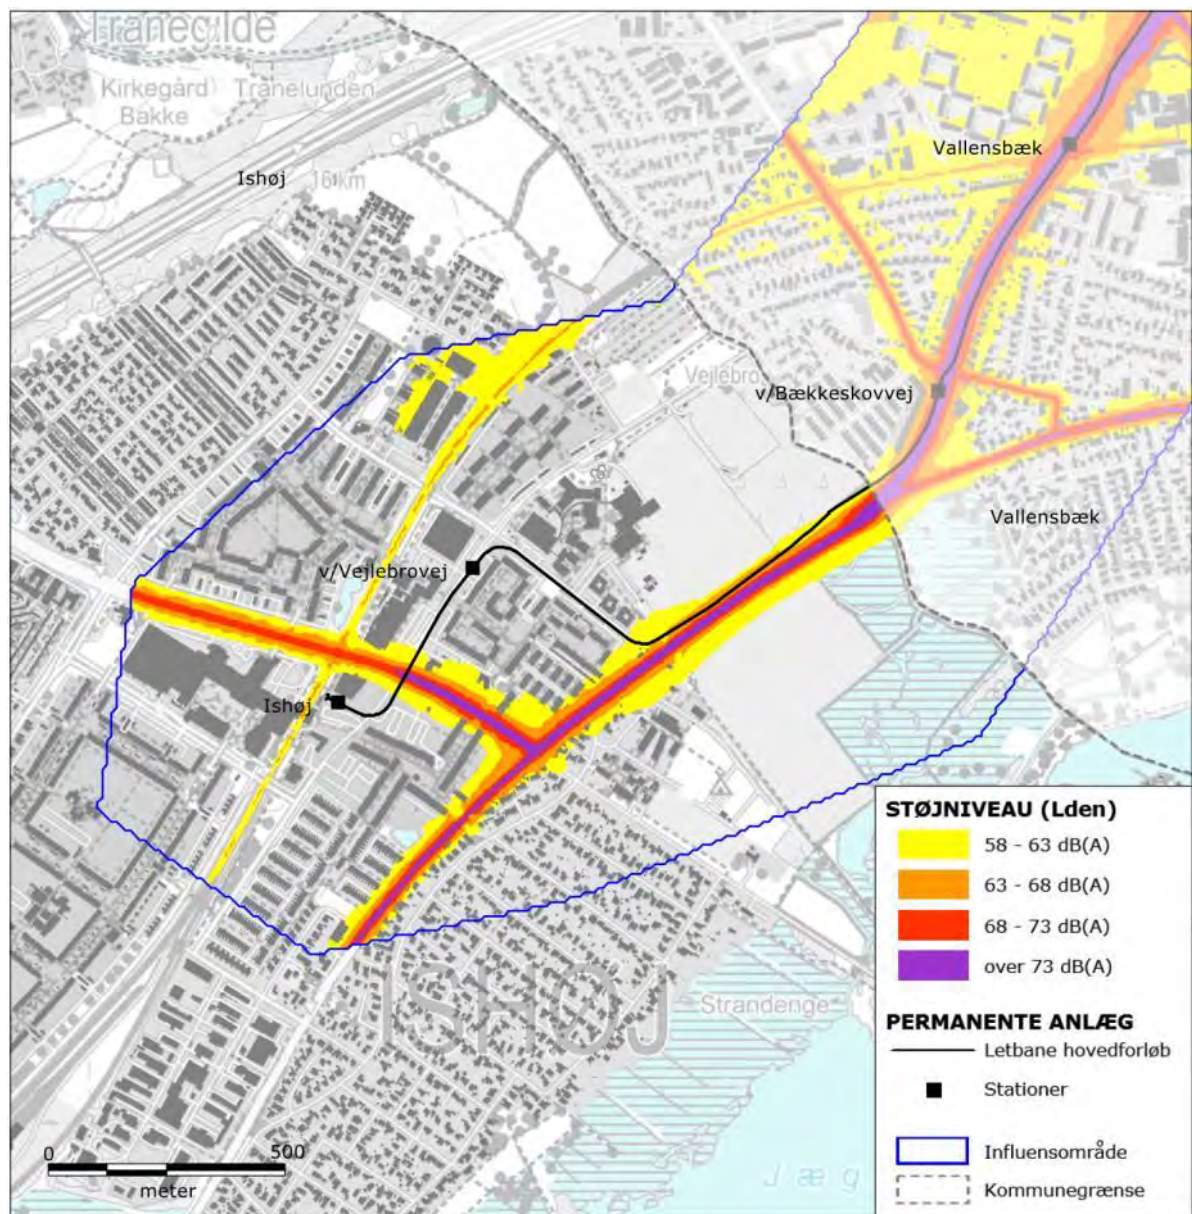 Tranegilde
Kirkegård
Bakke
Tranelunden
Ishøj
16 km
Vallensbæk
Vejlebro
v/Bækkeskovvej
Vallensbæk
v/Vejlebrovej
Ishøj
ISHØJ
Strandenge
Jæg
0
500
meter
STØJNIVEAU (Lden)
58 - 63 dB(A)
63 - 68 dB(A)
68 - 73 dB(A)
over 73 dB(A)
PERMANENTE ANLÆG
Letbane hovedforløb
Stationer
Influensområde
Kommunegrænse